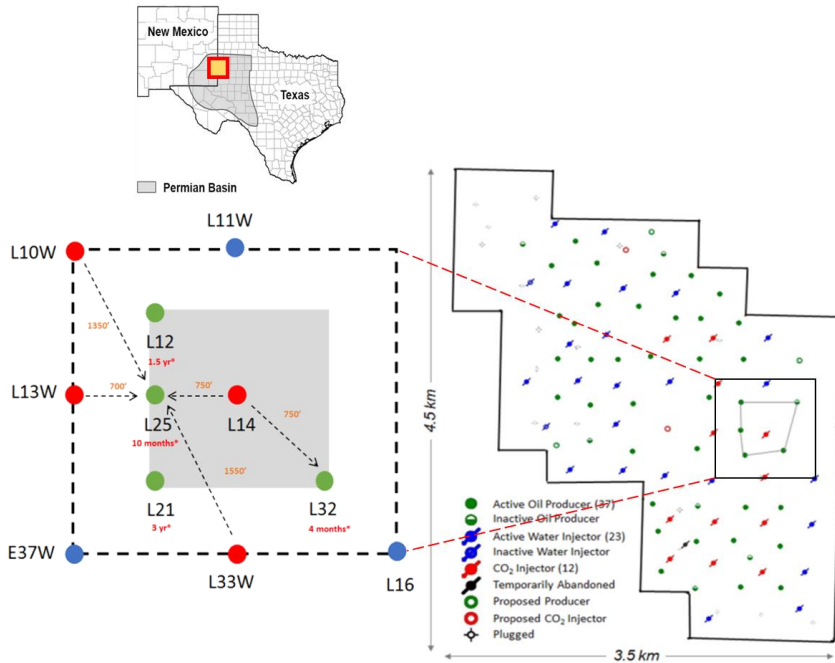 New Mexico
Texas
Permian Basin
L11W
L10W
1350'
L12
1.5 yr*
L13W
700'
750'
L25
L14
10 months*
750'
1550'
L21
L32
3 yr*
4 months*
E37W
L33W
L16
4.5 km
Active Oil Producer (37)
Inactive Oil Producer
Active Water Injector (23)
Inactive Water Injector
CO2 Injector (12)
Temporarily Abandoned
Proposed Producer
Proposed CO2 Injector
Plugged
3.5 km